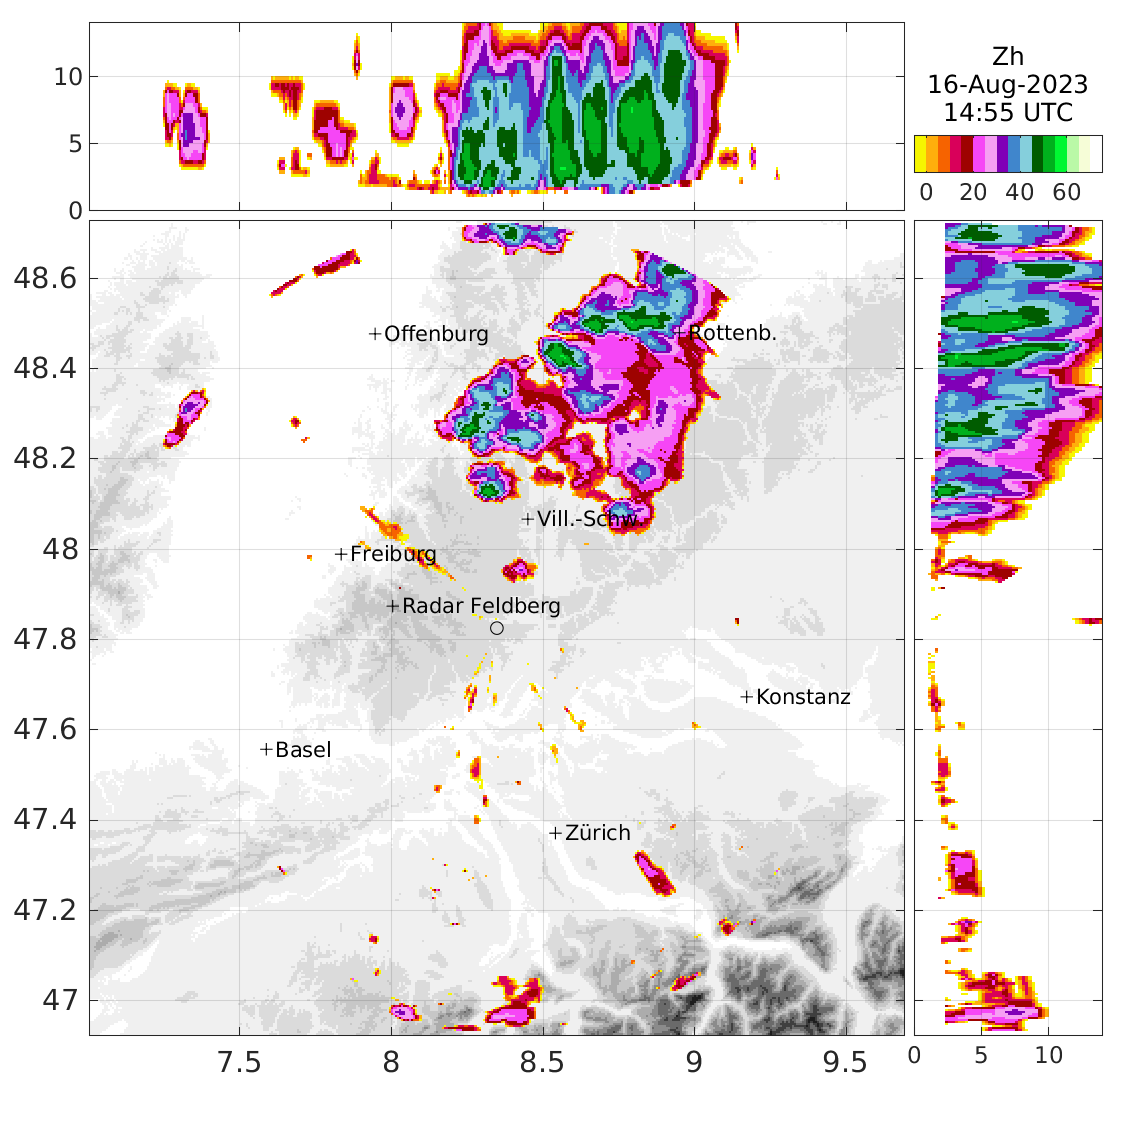 10
5
0
Zh
16-Aug-2023
14:55 UTC
0 20 40 60
48.6
48.4
48.2
48
47.8
47.6
47.4
47.2
47
+Offenburg
+Rottenb.
+Vill.-Schw.
+Freiburg
+Radar Feldberg
+Konstanz
+Basel
+Zürich
7.5 8 8.5 9 9.5
0 5 10